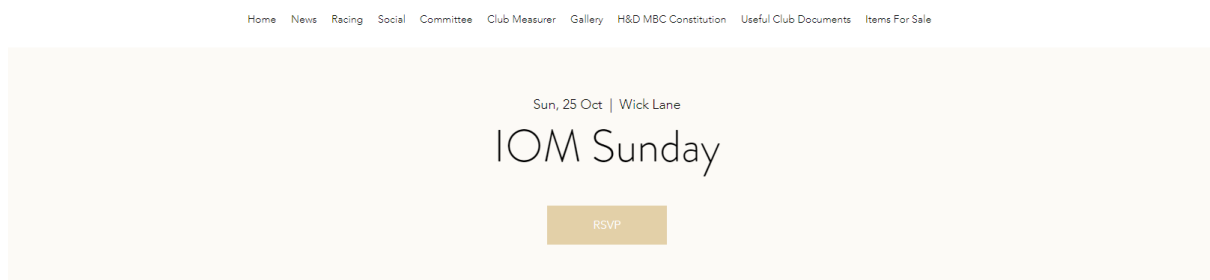 Home News Racing Social Committee Club Measurer Gallery H&D MBC Constitution Useful Club Documents Items For Sale
Sun, 25 Oct | Wick Lane
IOM Sunday
RSVP